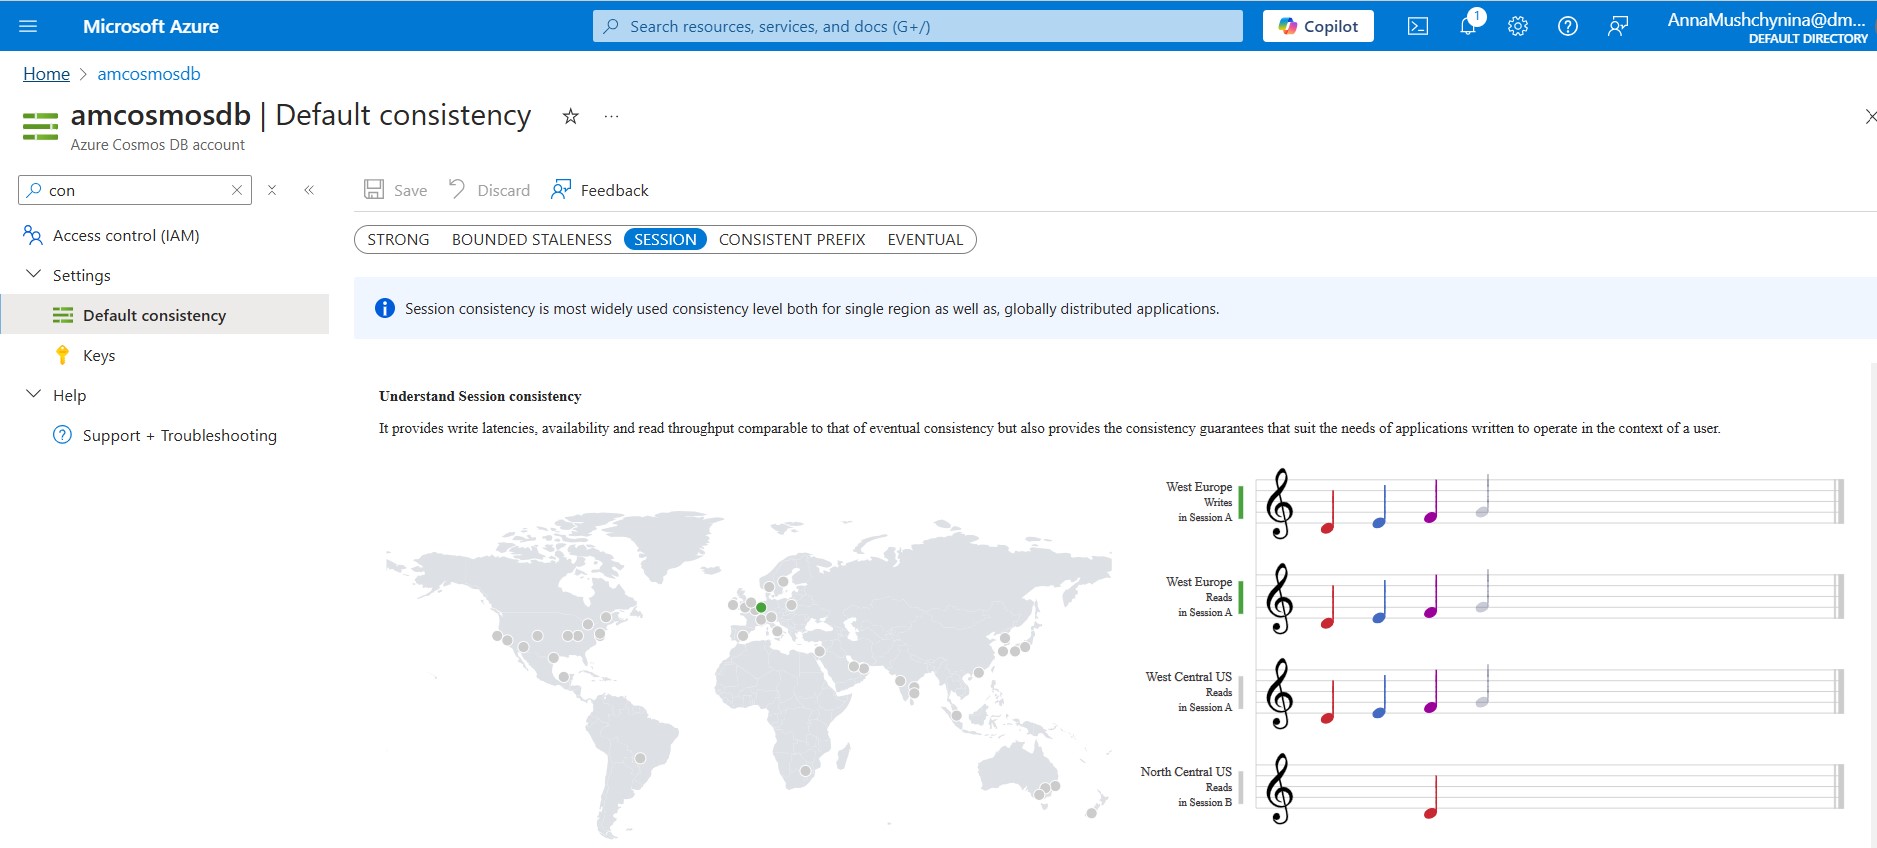 Microsoft Azure
Search resources, services, and docs (G+/)
Copilot
1
AnnaMushchynina@dm...
DEFAULT DIRECTORY
Home > amcosmosdb
amcosmosdb | Default consistency
Azure Cosmos DB account
con
Save
Discard
Feedback
Access control (IAM)
Settings
Default consistency
Keys
Help
Support + Troubleshooting
STRONG
BOUNDED STALENESS
SESSION
CONSISTENT PREFIX
EVENTUAL
Session consistency is most widely used consistency level both for single region as well as, globally distributed applications.
Understand Session consistency
It provides write latencies, availability and read throughput comparable to that of eventual consistency but also provides the consistency guarantees that suit the needs of applications written to operate in the context of a user.
West Europe
Writes
in Session A
West Europe
Reads
in Session A
West Central US
Reads
in Session A
North Central US
Reads
in Session B